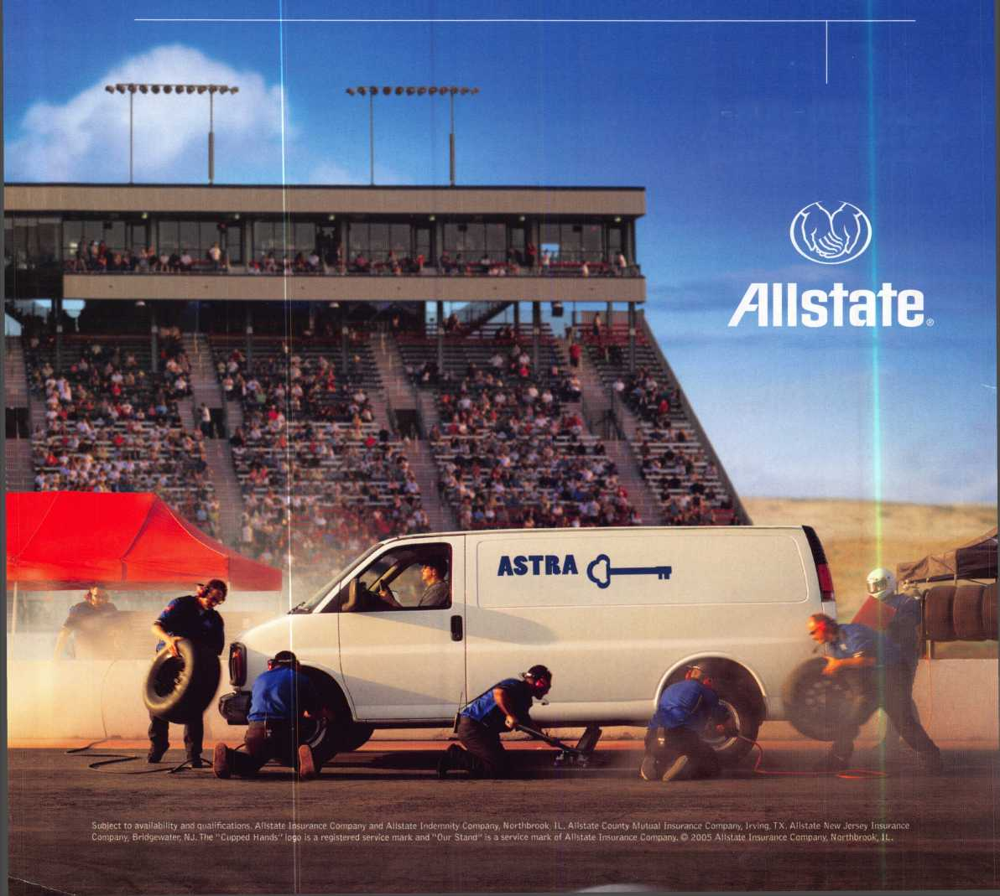 Allstate®
ASTRA
Subject to availability and qualifications. Allstate Insurance Company and Allstate Indemnity Company, Northbrook, IL. Allstate County Mutual Insurance Company, Irving, TX. Allstate New Jersey Insurance
Company, Bridgewater, NJ. The "Cupped Hands" logo is a registered service mark and "Our Stand" is a service mark of Allstate Insurance Company. © 2005 Allstate Insurance Company, Northbrook, IL.